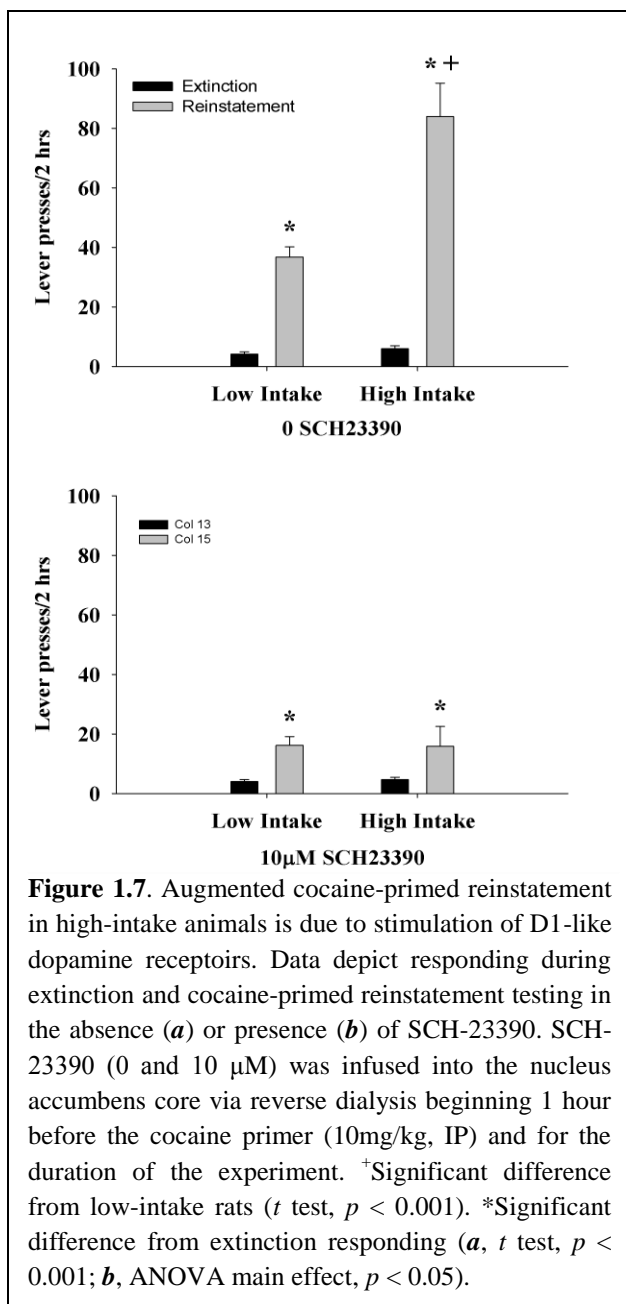 100
80
60
40
20
0
Lever presses/2 hrs
Extinction
Reinstatement
*
* +
Low Intake High Intake
0 SCH23390
100
80
60
40
20
0
Lever presses/2 hrs
Col 13
Col 15
*
*
Low Intake High Intake
10μM SCH23390
Figure 1.7. Augmented cocaine-primed reinstatement
in high-intake animals is due to stimulation of D1-like
dopamine receptoirs. Data depict responding during
extinction and cocaine-primed reinstatement testing in
the absence (a) or presence (b) of SCH-23390. SCH-
23390 (0 and 10 μM) was infused into the nucleus
accumbens core via reverse dialysis beginning 1 hour
before the cocaine primer (10mg/kg, IP) and for the
duration of the experiment. +Significant difference
from low-intake rats (t test, p < 0.001). *Significant
difference from extinction responding (a, t test, p <
0.001; b, ANOVA main effect, p < 0.05).